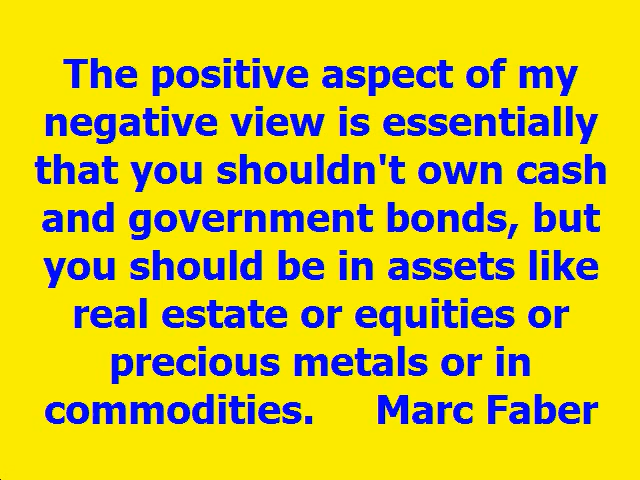 The positive aspect of my
negative view is essentially
that you shouldn't own cash
and government bonds, but
you should be in assets like
real estate or equities or
precious metals or in
commodities. Marc Faber